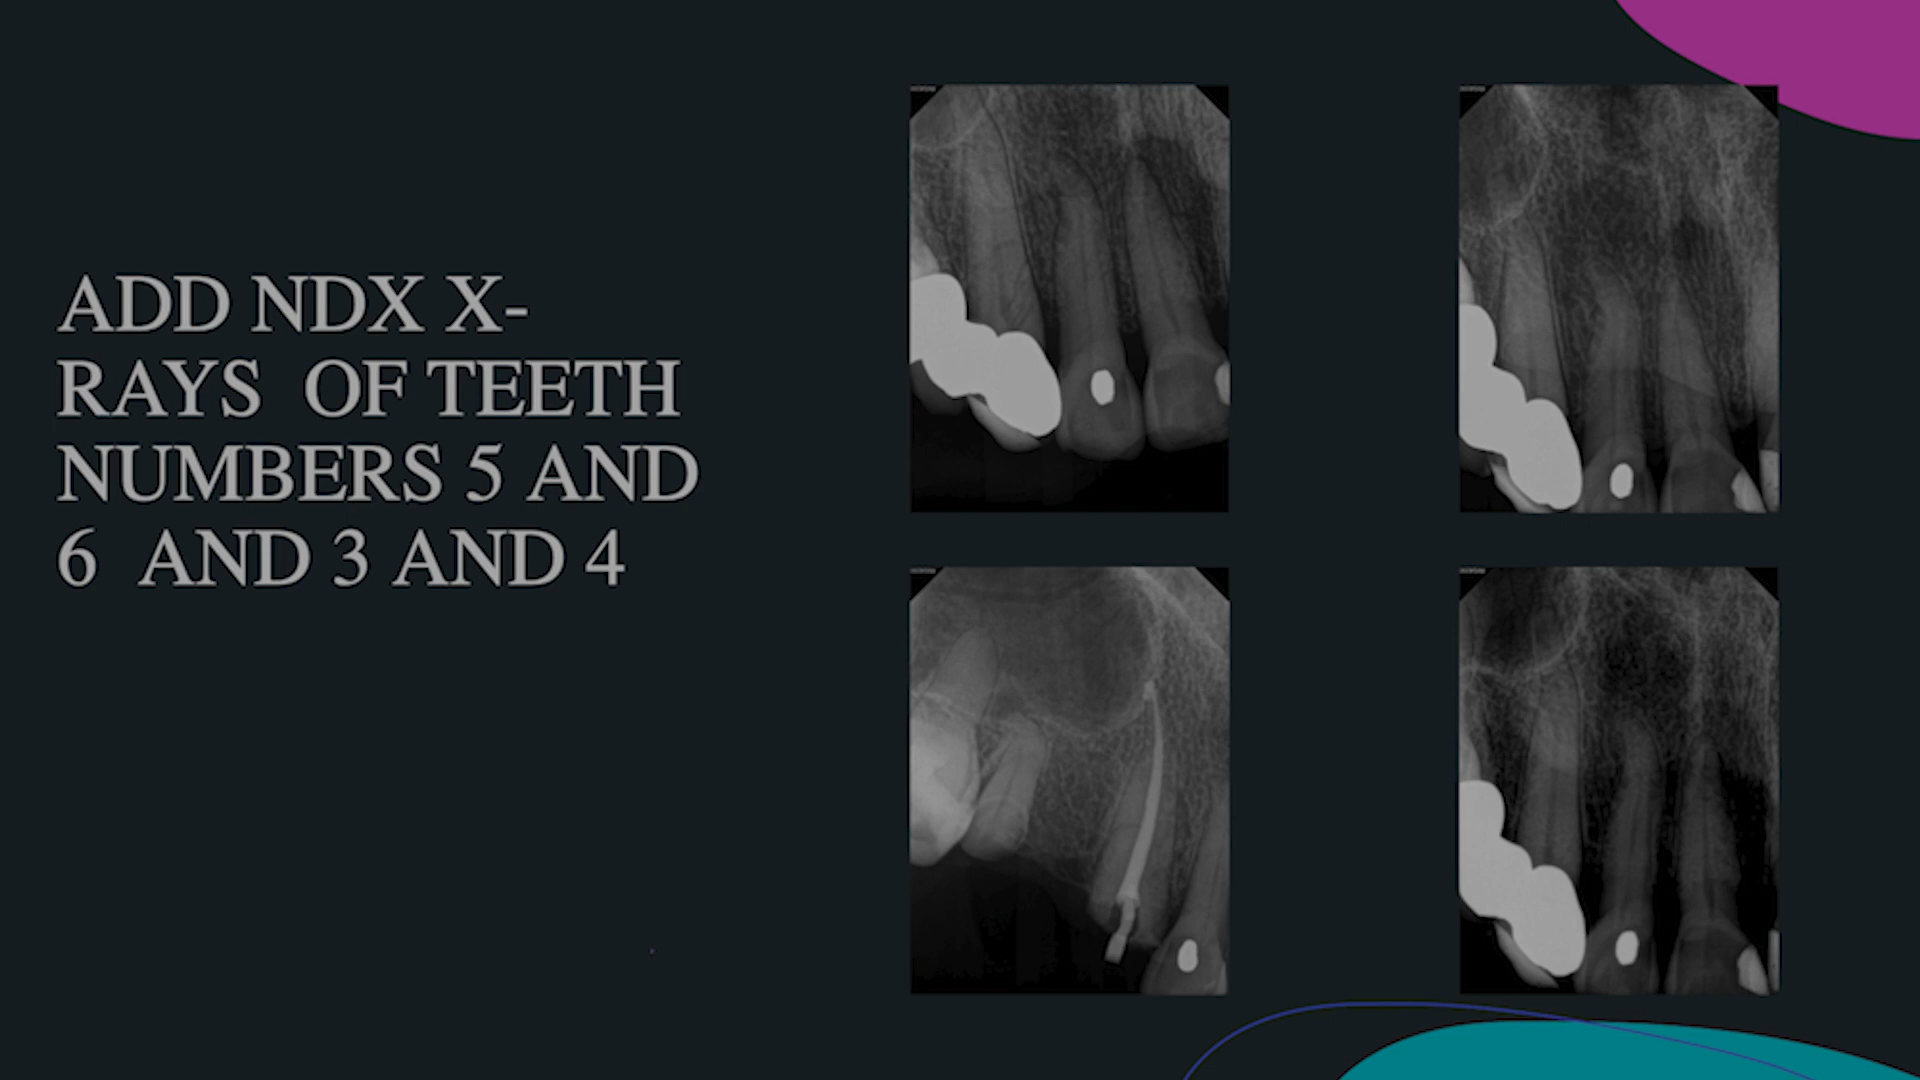 ADD NDX X-
RAYS  OF TEETH
NUMBERS 5 AND
6  AND 3 AND 4